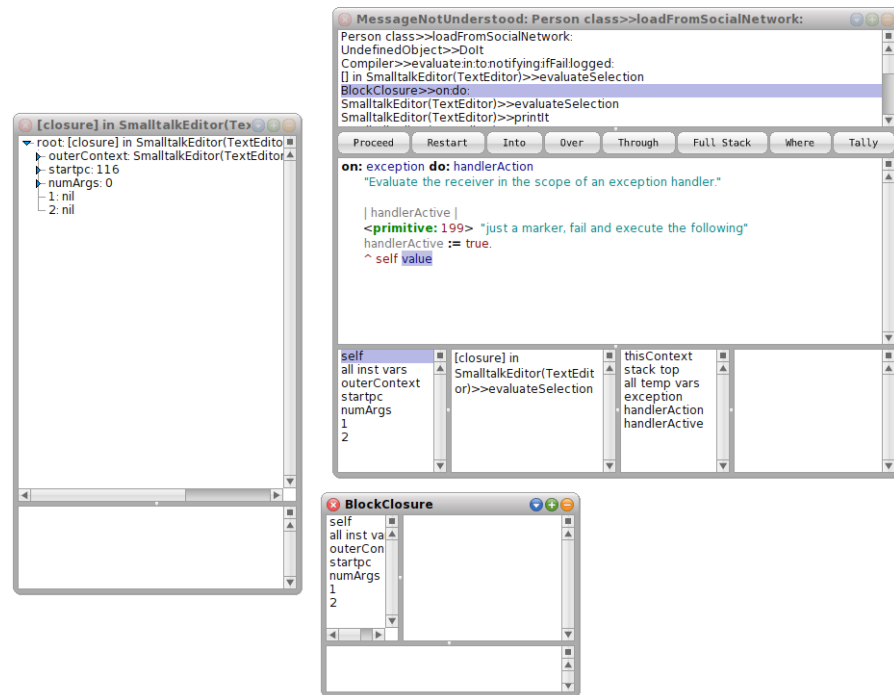 [closure] in SmalltalkEditor(Tex
root: [closure] in SmalltalkEditor(TextEdito
outerContext: SmalltalkEditor(TextEditor
startpc: 116
numArgs: 0
1: nil
2: nil
MessageNotUnderstood: Person class>>loadFromSocialNetwork:
Person class>>loadFromSocialNetwork:
UndefinedObject>>DoIt
Compiler>>evaluate:in:to:notifying:ifFail:logged:
[] in SmalltalkEditor(TextEditor)>>evaluateSelection
BlockClosure>>on:do:
SmalltalkEditor(TextEditor)>>evaluateSelection
SmalltalkEditor(TextEditor)>>printIt
Proceed Restart Into Over Through Full Stack Where Tally
on: exception do: handlerAction
"Evaluate the receiver in the scope of an exception handler."
| handlerActive |
<primitive: 199> "just a marker, fail and execute the following"
handlerActive := true.
^ self value
self
all inst vars
outerContext
startpc
numArgs
1
2
[closure] in
SmalltalkEditor(TextEdit
or)>>evaluateSelection
thisContext
stack top
all temp vars
exception
handlerAction
handlerActive
BlockClosure
self
all inst va
outerCon
startpc
numArgs
1
2